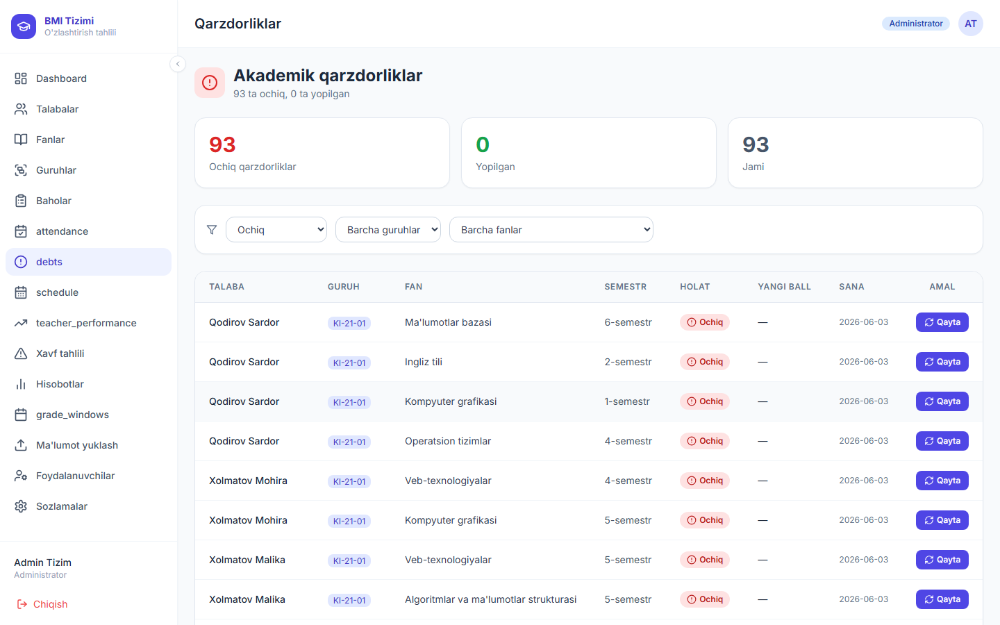 BMI Tizimi
O'zlashtirish tahlili
Dashboard
Talabalar
Fanlar
Guruhlar
Baholar
attendance
debts
schedule
teacher_performance
Xavf tahlili
Hisobotlar
grade_windows
Ma'lumot yuklash
Foydalanuvchilar
Sozlamalar
Admin Tizim
Administrator
Chiqish
Qarzdorliklar
Administrator AT
Akademik qarzdorliklar
93 ta ochiq, 0 ta yopilgan
93
Ochiq qarzdorliklar
0
Yopilgan
93
Jami
Ochiq Barcha guruhlar Barcha fanlar
TALABA GURUH FAN SEMESTR HOLAT YANGI BALL SANA AMAL
Qodirov Sardor KI-21-01 Ma'lumotlar bazasi 6-semestr Ochiq — 2026-06-03 Qayta
Qodirov Sardor KI-21-01 Ingliz tili 2-semestr Ochiq — 2026-06-03 Qayta
Qodirov Sardor KI-21-01 Kompyuter grafikasi 1-semestr Ochiq — 2026-06-03 Qayta
Qodirov Sardor KI-21-01 Operatsion tizimlar 4-semestr Ochiq — 2026-06-03 Qayta
Xolmatov Mohira KI-21-01 Veb-texnologiyalar 4-semestr Ochiq — 2026-06-03 Qayta
Xolmatov Mohira KI-21-01 Kompyuter grafikasi 5-semestr Ochiq — 2026-06-03 Qayta
Xolmatov Malika KI-21-01 Veb-texnologiyalar 5-semestr Ochiq — 2026-06-03 Qayta
Xolmatov Malika KI-21-01 Algoritmlar va ma'lumotlar strukturasi 5-semestr Ochiq — 2026-06-03 Qayta